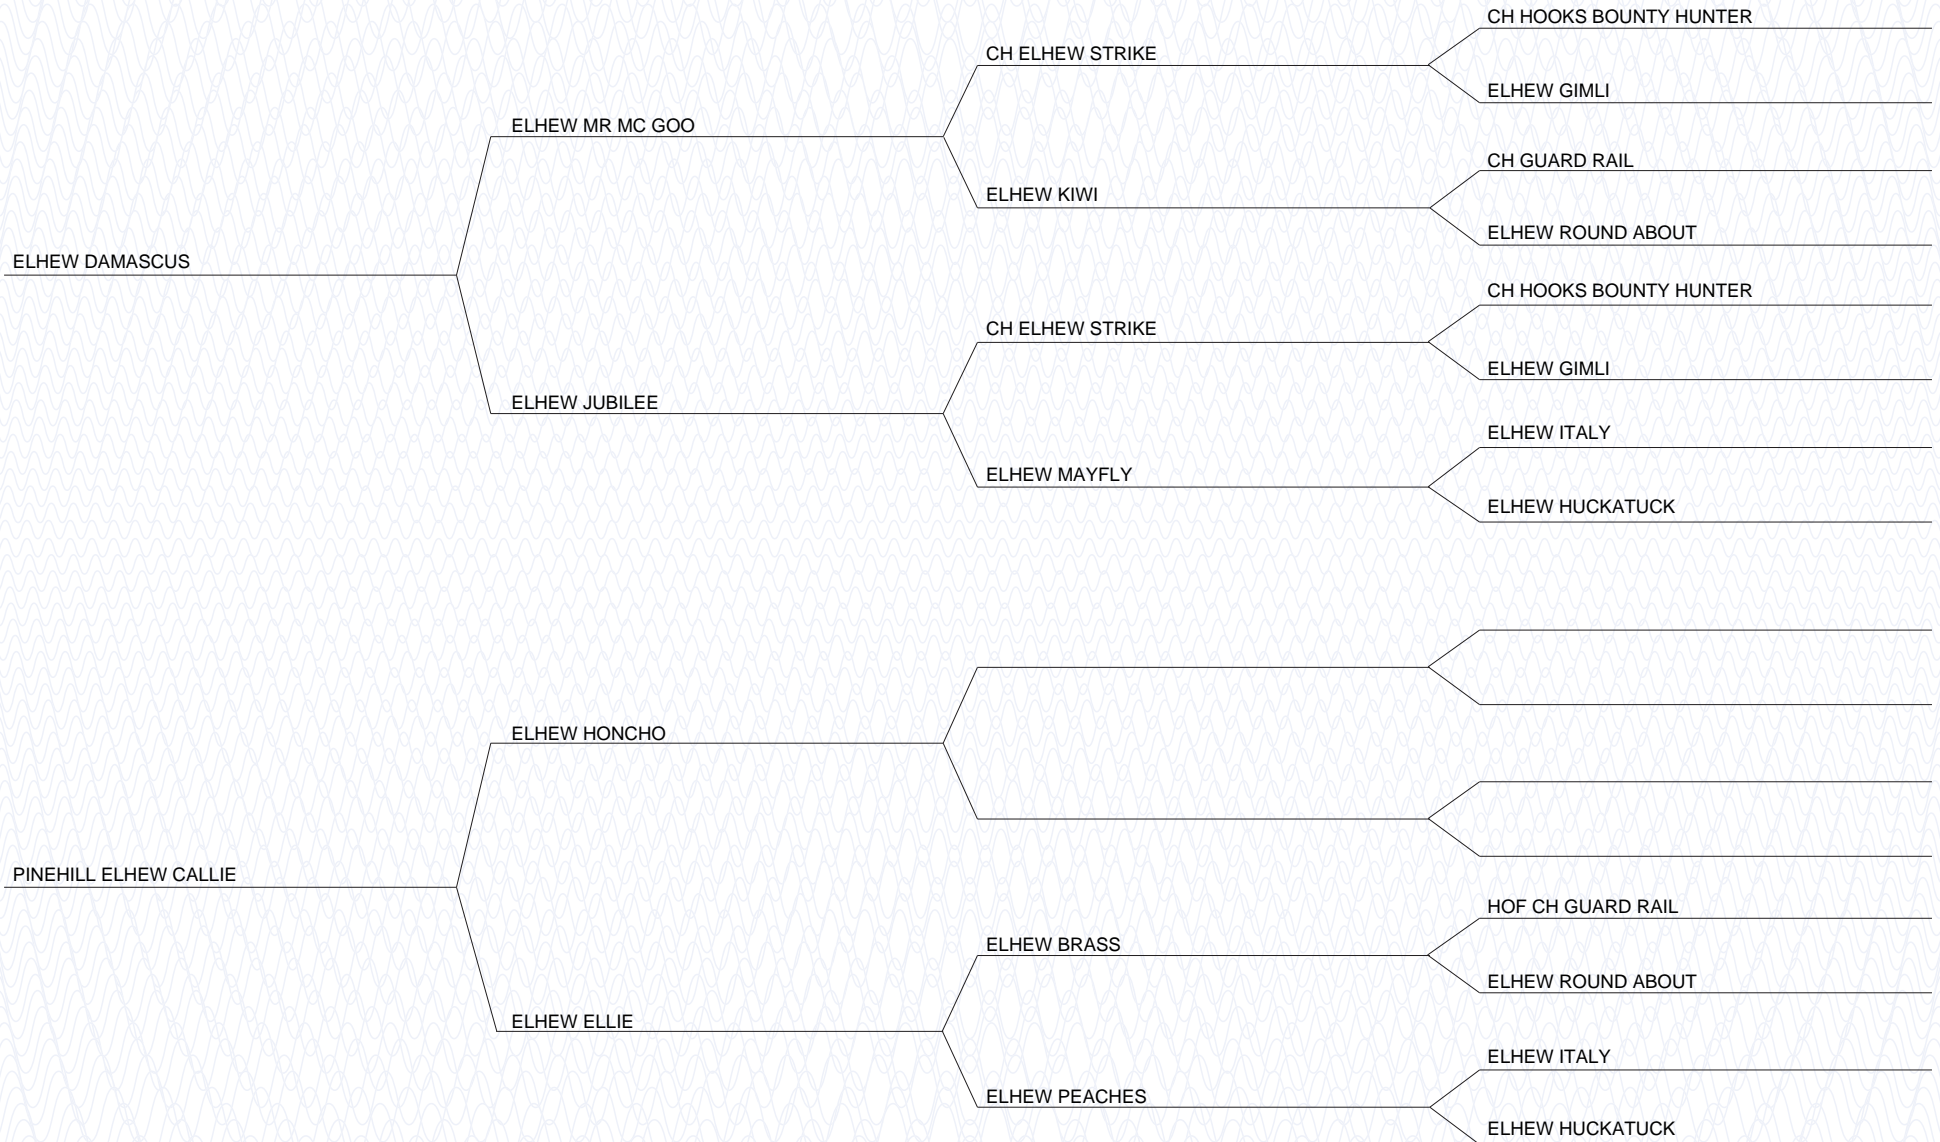 CH HOOKS BOUNTY HUNTER
CH ELHEW STRIKE
ELHEW GIMLI
ELHEW MR MC GOO
CH GUARD RAIL
ELHEW KIWI
ELHEW ROUND ABOUT
ELHEW DAMASCUS
CH HOOKS BOUNTY HUNTER
CH ELHEW STRIKE
ELHEW GIMLI
ELHEW JUBILEE
ELHEW ITALY
ELHEW MAYFLY
ELHEW HUCKATUCK
ELHEW HONCHO
PINEHILL ELHEW CALLIE
HOF CH GUARD RAIL
ELHEW BRASS
ELHEW ROUND ABOUT
ELHEW ELLIE
ELHEW ITALY
ELHEW PEACHES
ELHEW HUCKATUCK